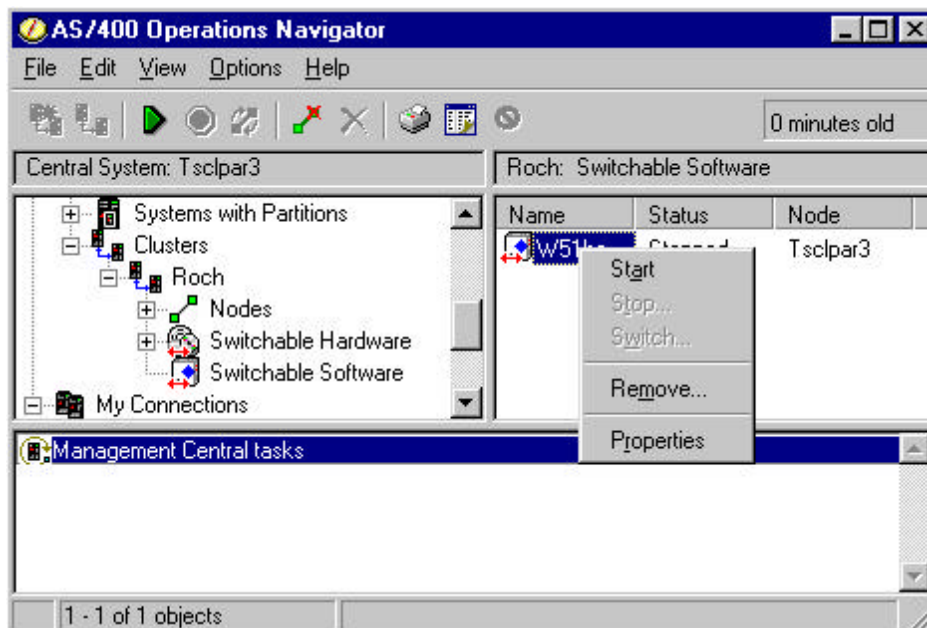 AS/400 Operations Navigator
File Edit View Options Help
0 minutes old
Central System: Tsclpar3
Roch: Switchable Software
Systems with Partitions
Clusters
Roch
Nodes
Switchable Hardware
Switchable Software
My Connections
Name Status Node
Tsclpar3
Start
Stop...
Switch...
Remove...
Properties
Management Central tasks
1 - 1 of 1 objects